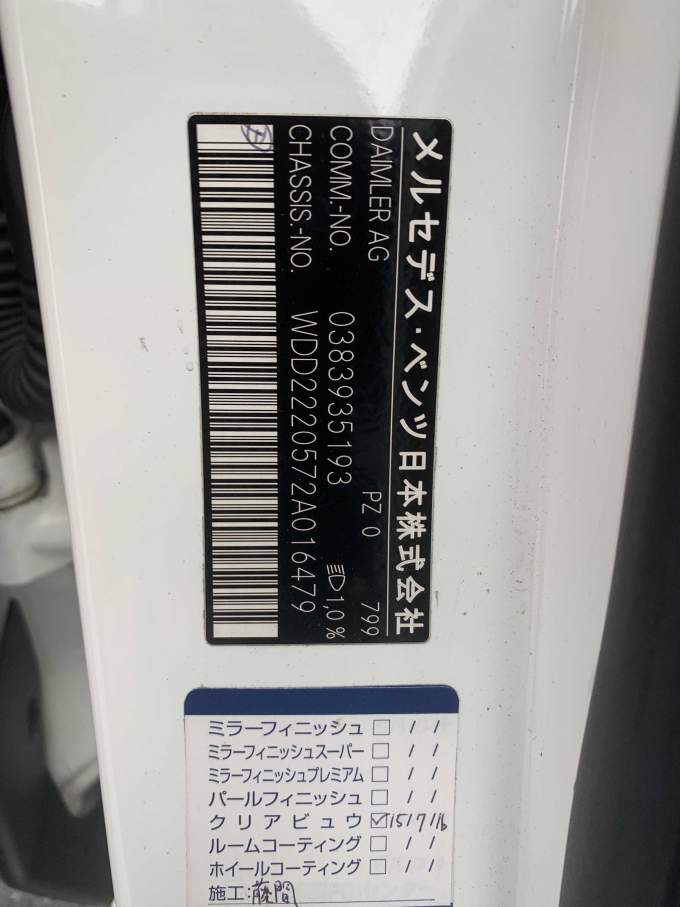 メルセデス・ベンツ日本株式会社
DAIMLER AG PZ 0 799
COMM.-NO. 0383935193 1,0 %
CHASSIS.-NO. WDD2220572A016479
ミラーフィニッシュ □ / /
ミラーフィニッシュスーパー □ / /
ミラーフィニッシュプレミアム □ / /
パールフィニッシュ □ / /
クリアビュウ ☑ 15/7/16
ルームコーティング □ / /
ホイールコーティング □ / /
施工:藤間